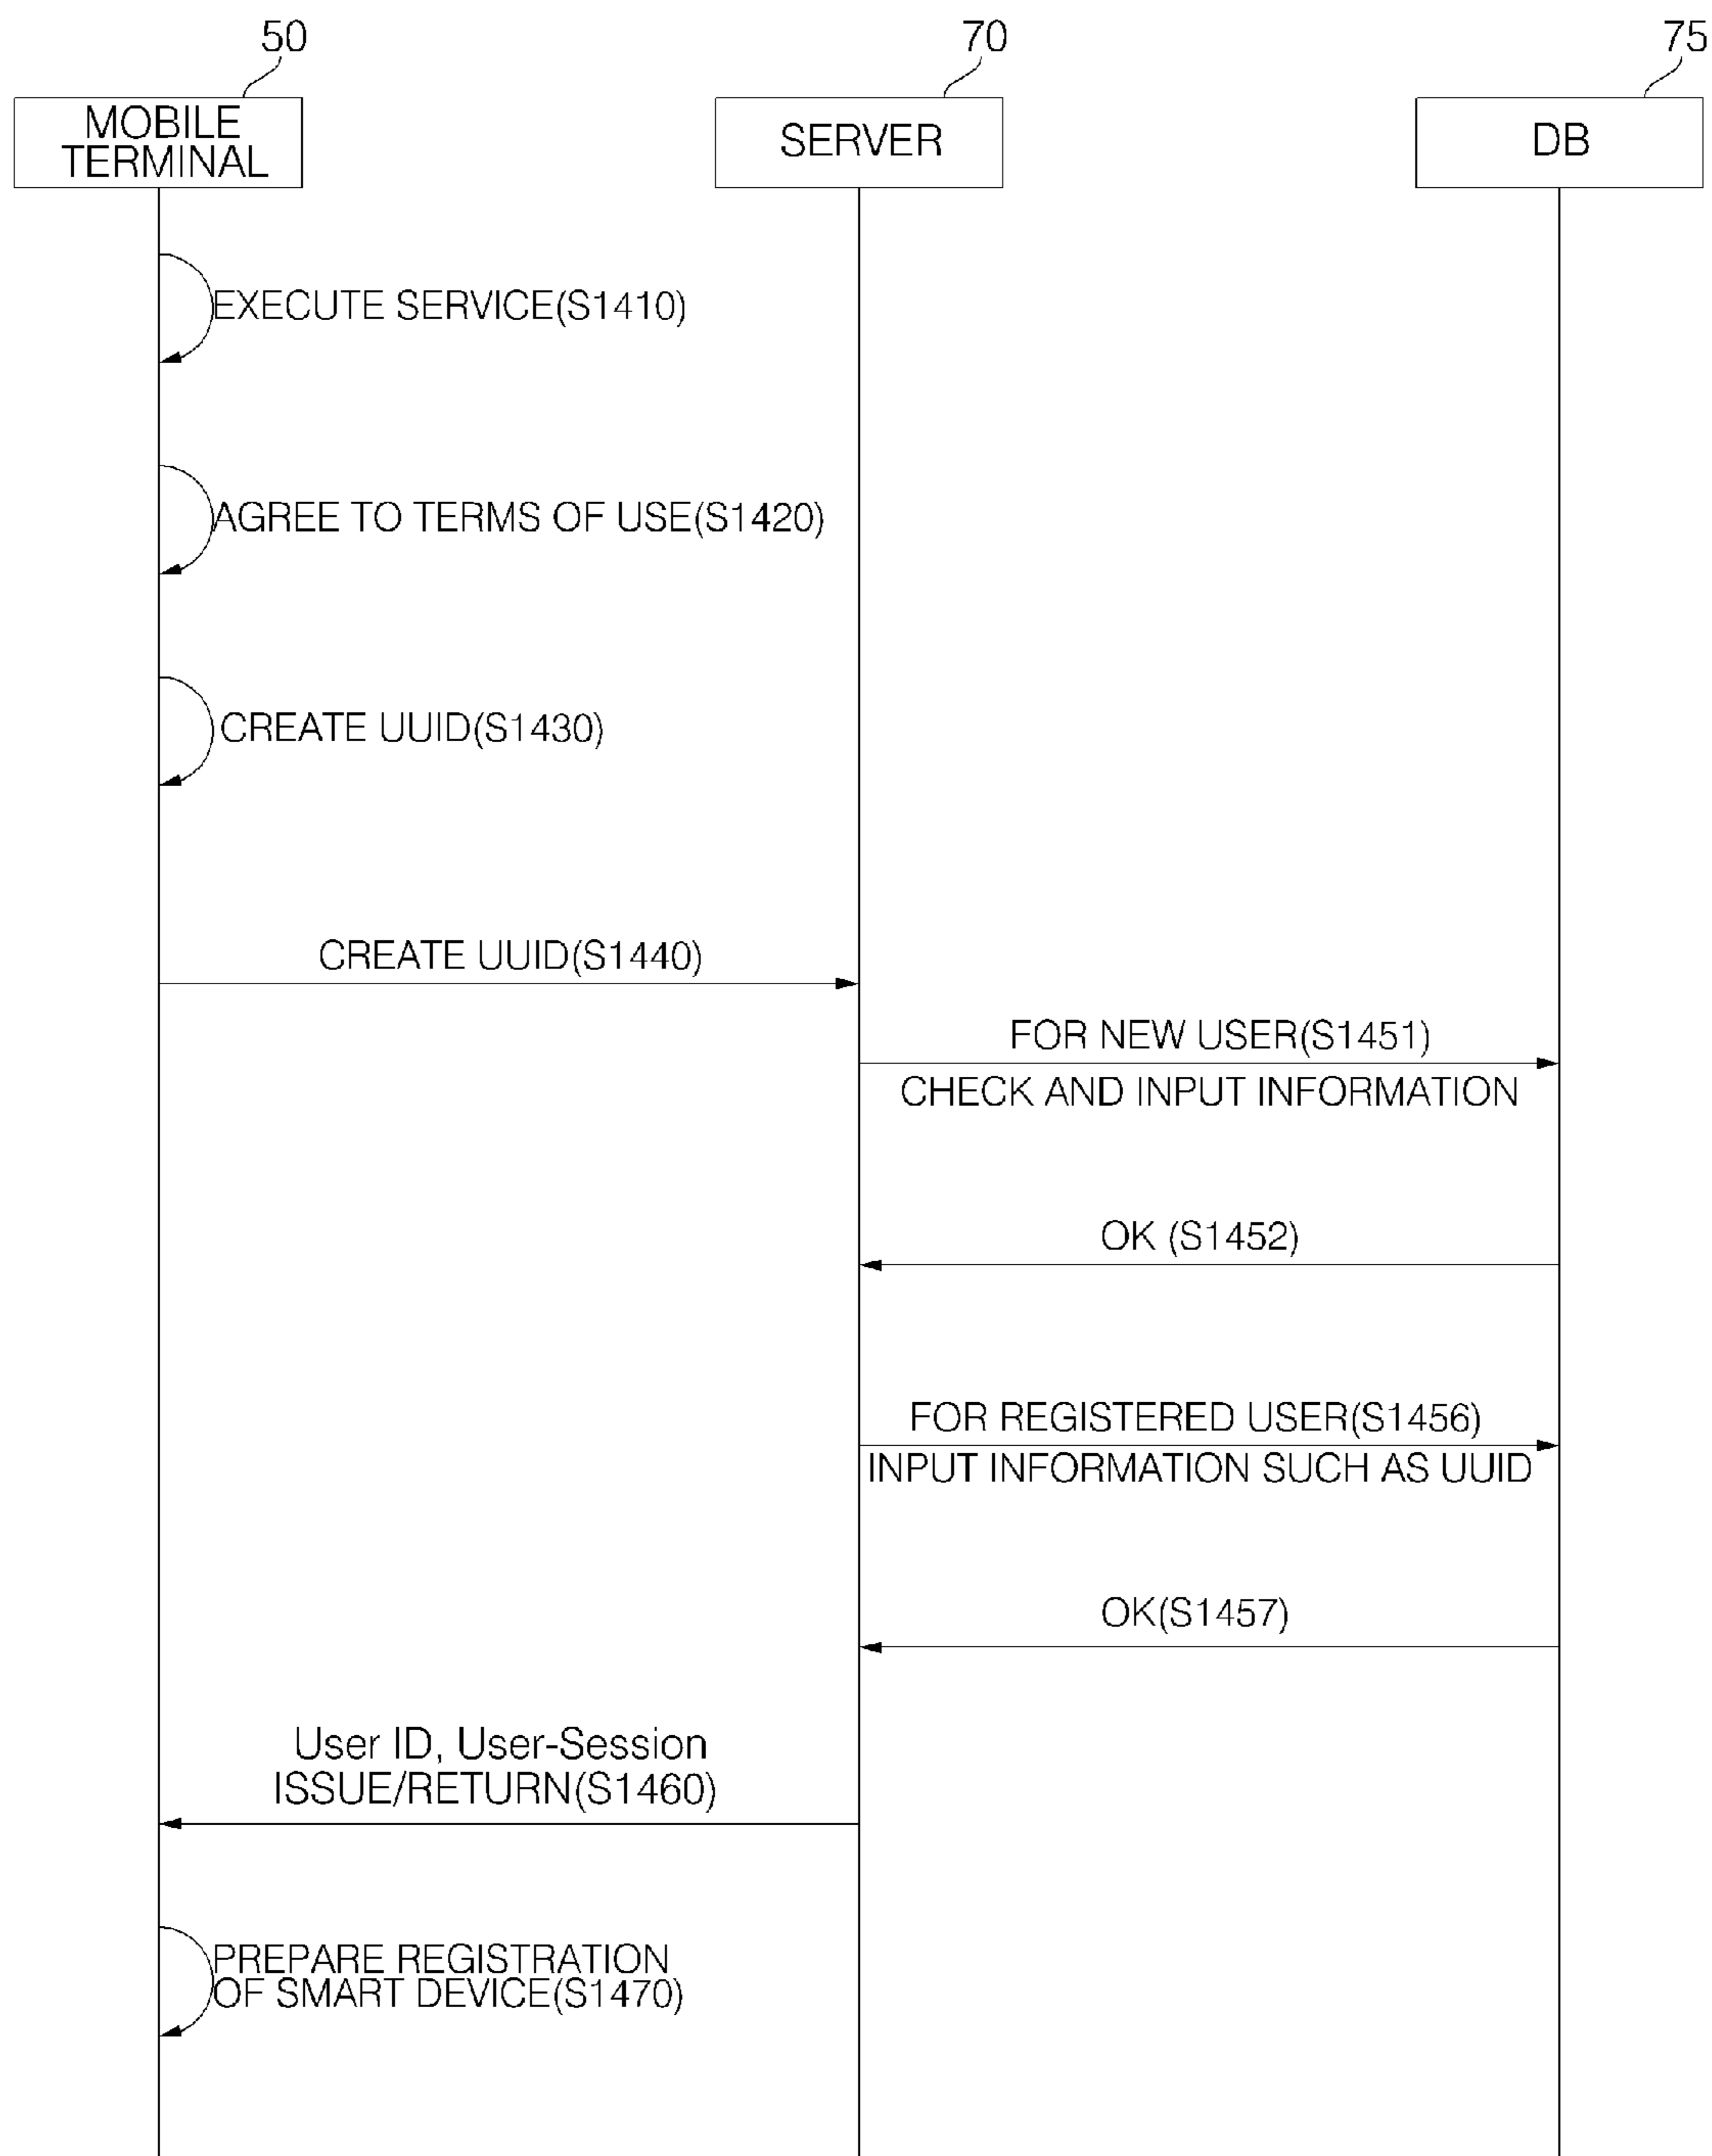 50
70
75
MOBILE
TERMINAL
SERVER
DB
EXECUTE SERVICE(S1410)
AGREE TO TERMS OF USE(S1420)
CREATE UUID(S1430)
CREATE UUID(S1440)
FOR NEW USER(S1451)
CHECK AND INPUT INFORMATION
OK (S1452)
FOR REGISTERED USER(S1456)
INPUT INFORMATION SUCH AS UUID
OK(S1457)
User ID, User-Session
ISSUE/RETURN(S1460)
PREPARE REGISTRATION
OF SMART DEVICE(S1470)